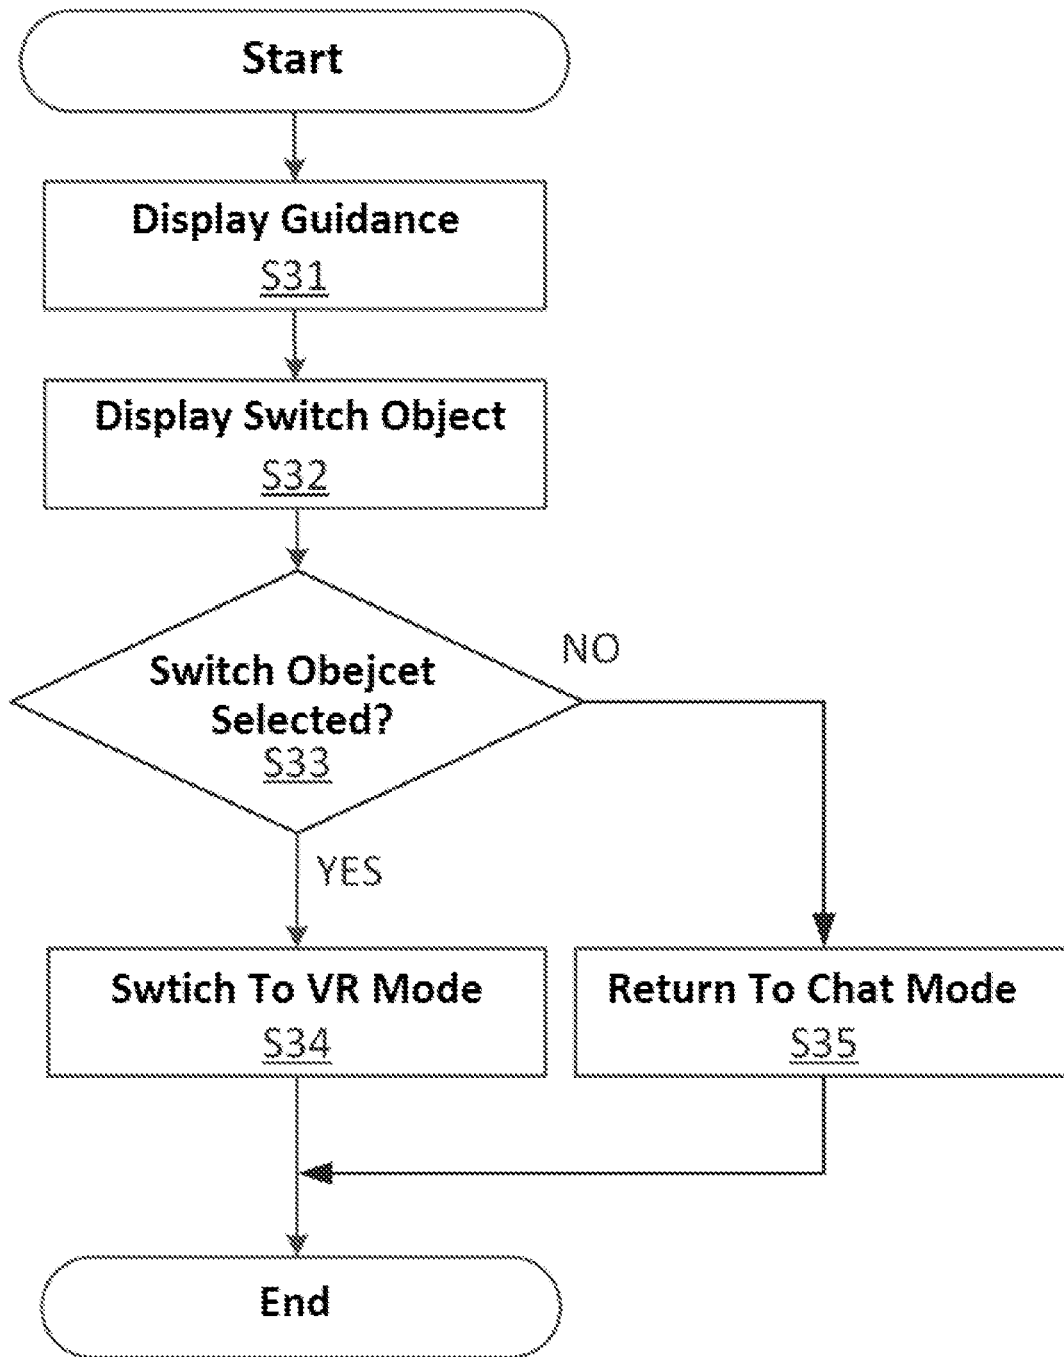 Start
Display Guidance
S31
Display Switch Object
S32
Switch Obejcet
Selected?
S33
NO
YES
Swtich To VR Mode
S34
Return To Chat Mode
S35
End